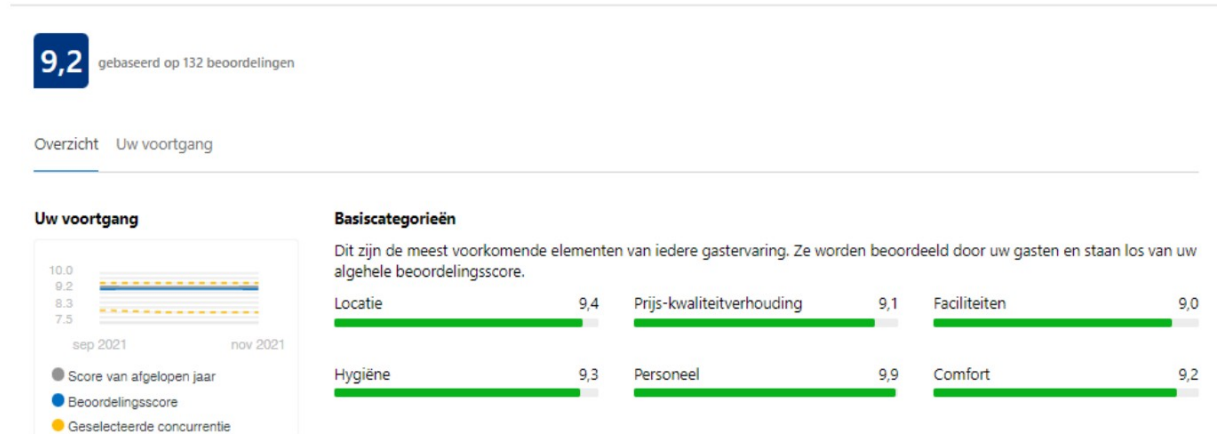 9,2 gebaseerd op 132 beoordelingen
Overzicht Uw voortgang
Uw voortgang
10.0
9.2
8.3
7.5
sep 2021 nov 2021
Score van afgelopen jaar
Beoordelingsscore
Geselecteerde concurrentie
Basiscategorieën
Dit zijn de meest voorkomende elementen van iedere gastervaring. Ze worden beoordeeld door uw gasten en staan los van uw
algehele beoordelingsscore.
Locatie 9,4 Prijs-kwaliteitverhouding 9,1 Faciliteiten 9,0
Hygiëne 9,3 Personeel 9,9 Comfort 9,2